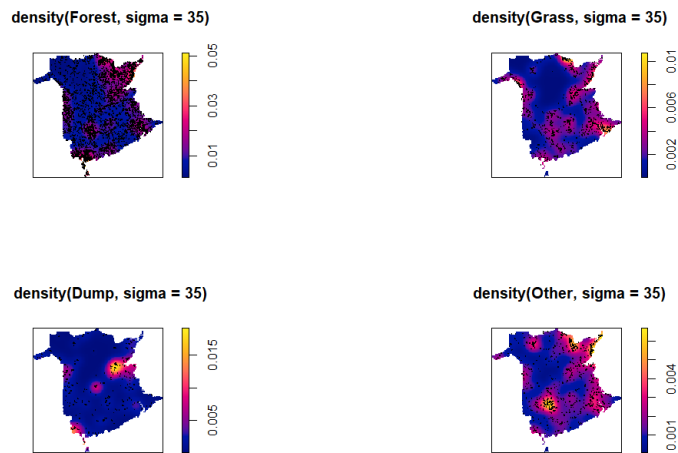 density(Forest, sigma = 35)
0.01 0.03 0.05
density(Grass, sigma = 35)
0.002 0.006 0.01
density(Dump, sigma = 35)
0.005 0.015
density(Other, sigma = 35)
0.001 0.004